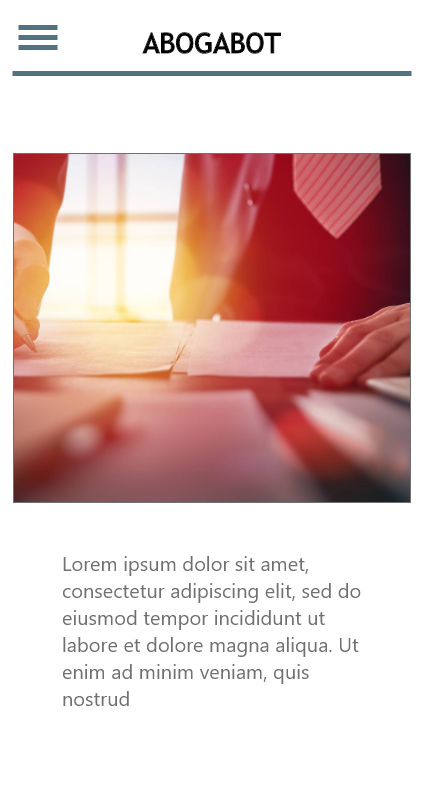 ABOGABOT
Lorem ipsum dolor sit amet,
consectetur adipiscing elit, sed do
eiusmod tempor incididunt ut
labore et dolore magna aliqua. Ut
enim ad minim veniam, quis
nostrud